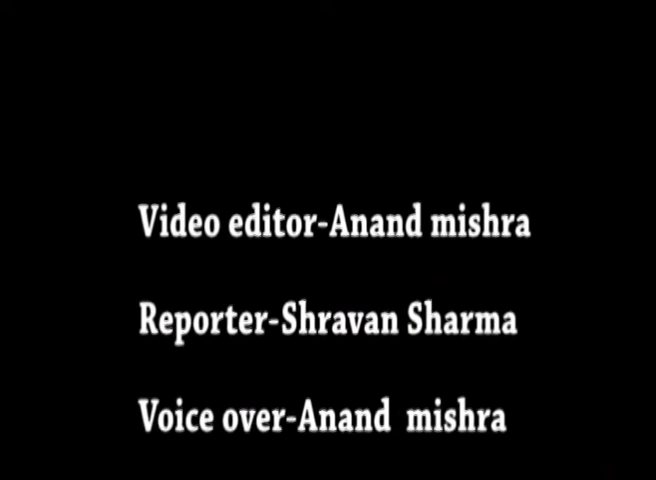 Video editor-Anand mishra
Reporter-Shravan Sharma
Voice over-Anand mishra